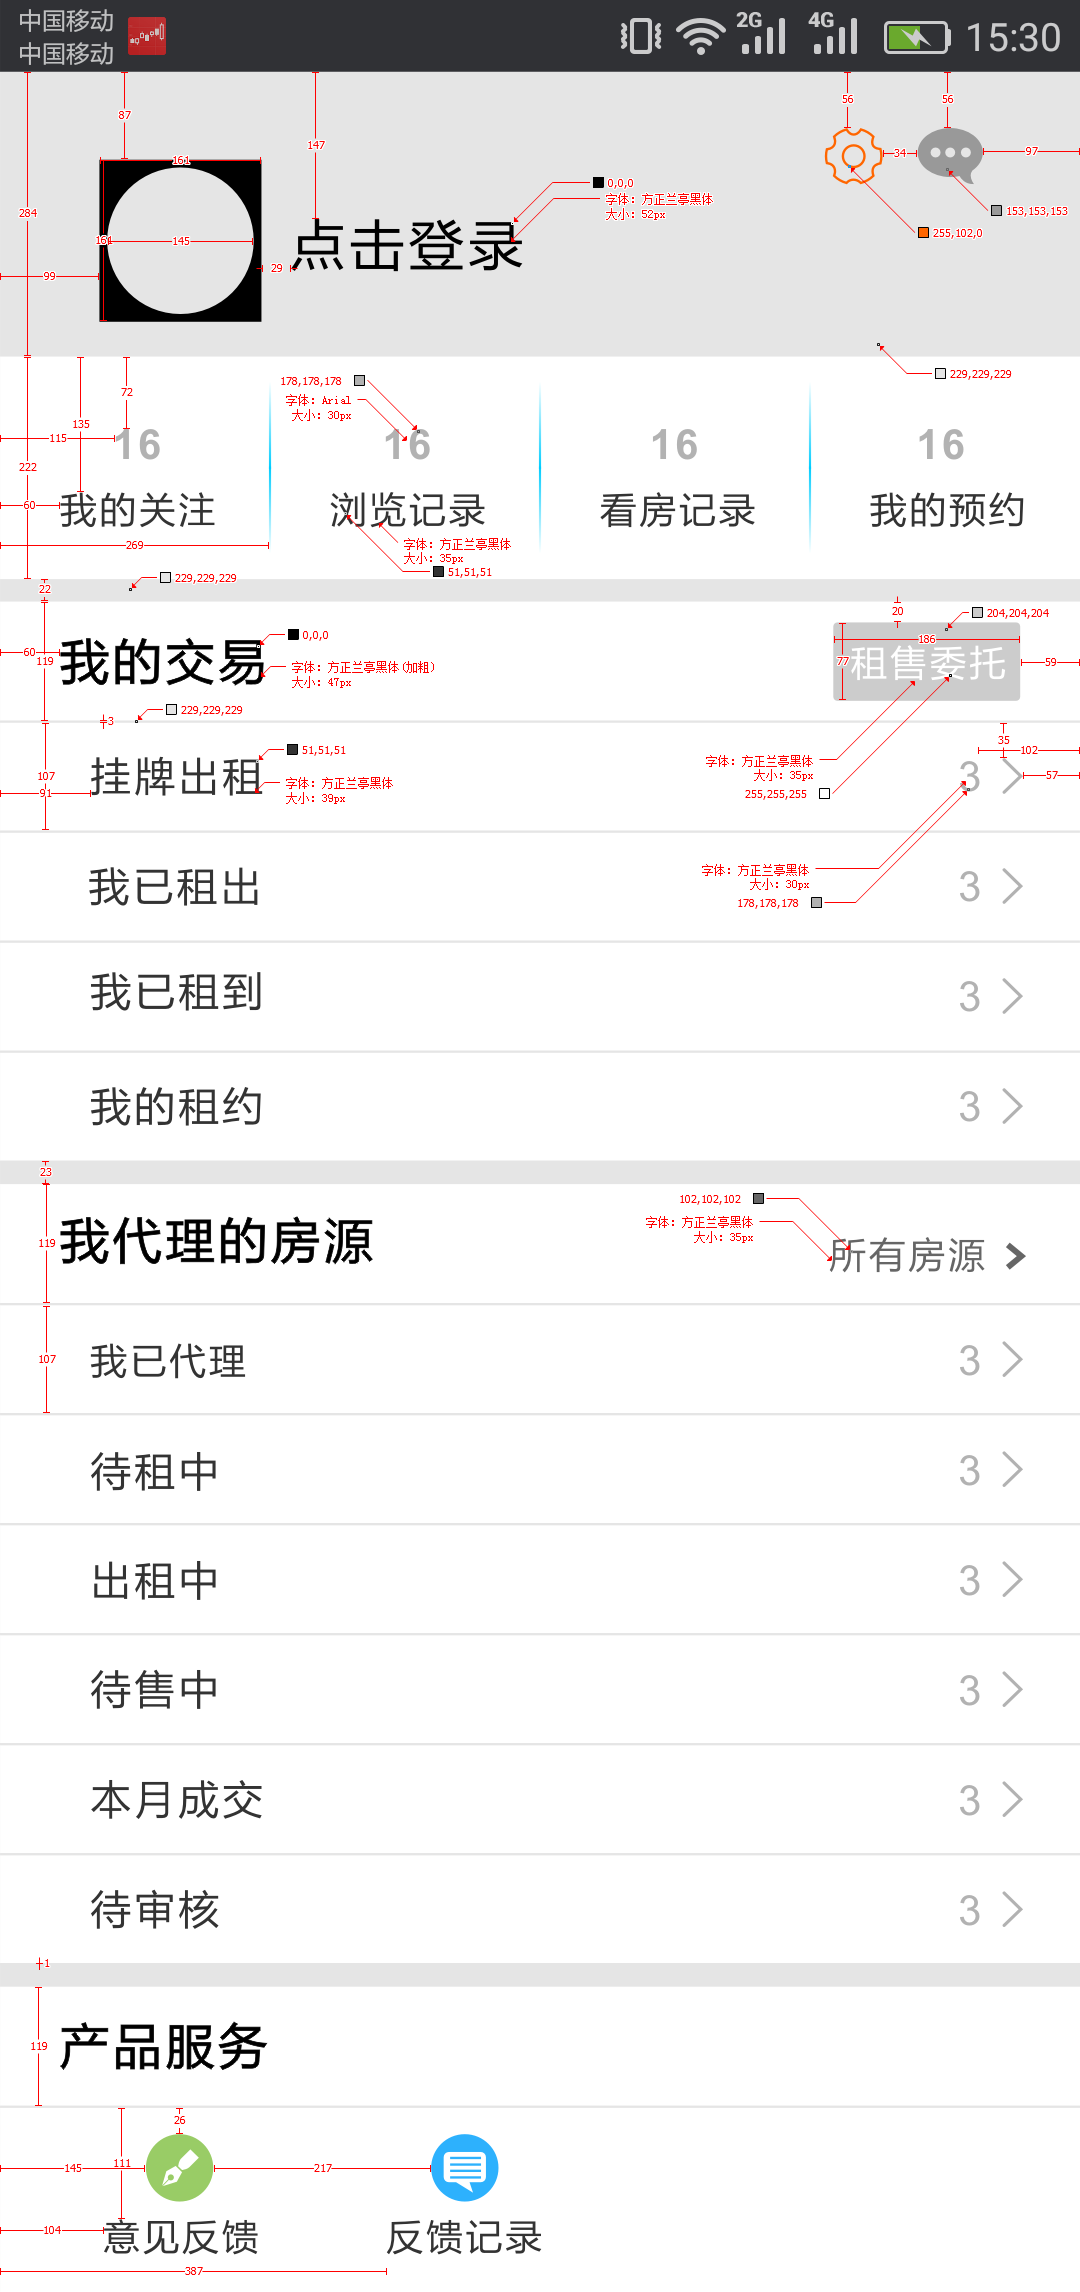 中国移动
中国移动
2G
4G
15:30
87
147
56
56
161
34
97
0,0,0
字体：方正兰亭黑体
大小：52px
153,153,153
284
161
145
点击登录
255,102,0
29
99
229,229,229
72
178,178,178
字体：Arial
大小：30px
135
115
16
16
16
16
222
60
我的关注
浏览记录
看房记录
我的预约
269
字体：方正兰亭黑体
大小：35px
51,51,51
229,229,229
22
20
204,204,204
60
119
我的交易
0,0,0
字体：方正兰亭黑体(加粗)
大小：47px
186
77
租售委托
59
229,229,229
3
51,51,51
35
102
107
91
挂牌出租
字体：方正兰亭黑体
大小：39px
字体：方正兰亭黑体
大小：35px
255,255,255
3
57
字体：方正兰亭黑体
大小：30px
178,178,178
我已租出
3
我已租到
3
我的租约
3
23
102,102,102
字体：方正兰亭黑体
大小：35px
119
我代理的房源
所有房源
107
我已代理
3
待租中
3
出租中
3
待售中
3
本月成交
3
待审核
3
1
119
产品服务
26
145
111
217
104
意见反馈
反馈记录
387